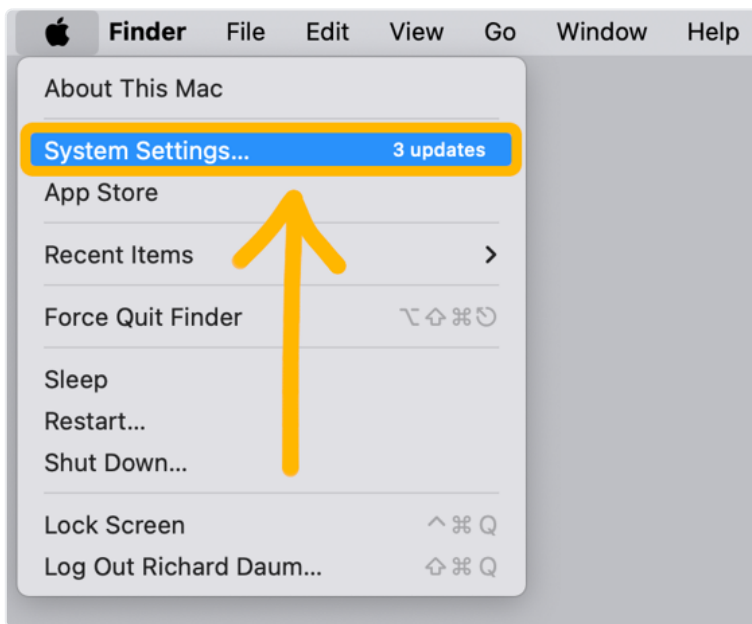 Finder File Edit View Go Window Help
About This Mac
System Settings... 3 updates
App Store
Recent Items
Force Quit Finder ⌥⇧⌘⎋
Sleep
Restart...
Shut Down...
Lock Screen ^⌘Q
Log Out Richard Daum... ⇧⌘Q